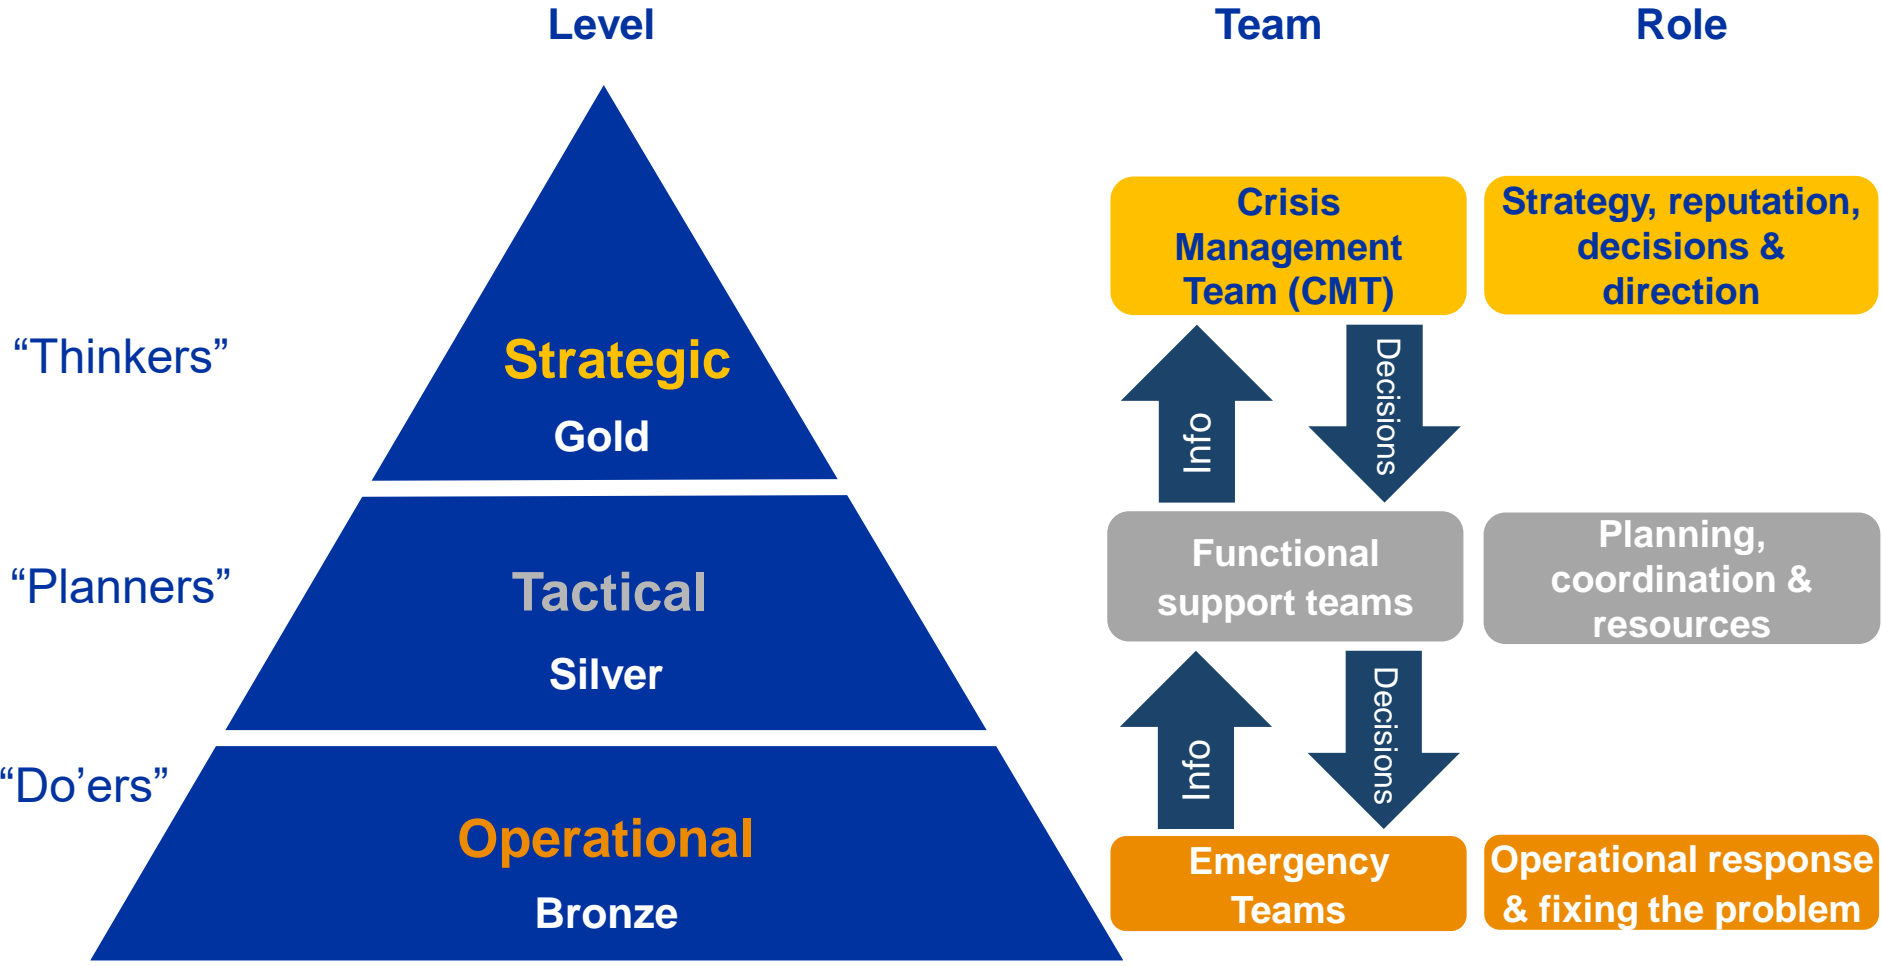 Level
Team
Role
Crisis
Management
Team (CMT)
Strategy, reputation,
decisions &
direction
“Thinkers”
Strategic
Gold
Info
Decisions
“Planners”
Tactical
Silver
Functional
support teams
Planning,
coordination &
resources
Info
Decisions
“Do’ers”
Operational
Bronze
Emergency
Teams
Operational response
& fixing the problem